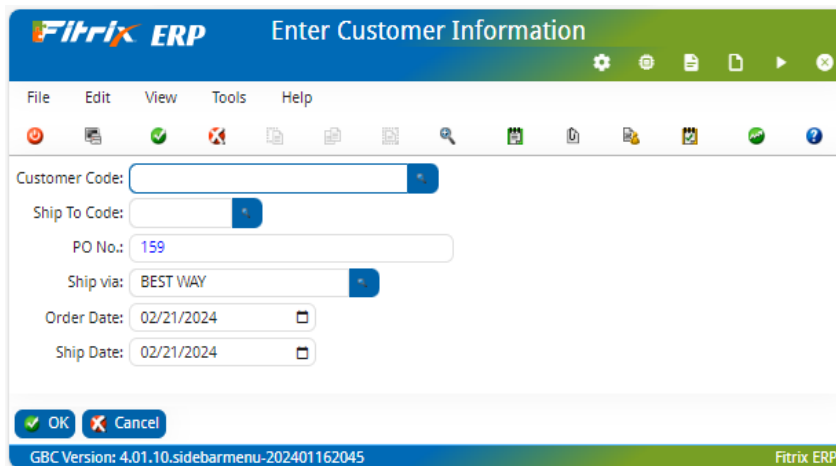 Fitrix ERP Enter Customer Information
File Edit View Tools Help
Customer Code:
Ship To Code:
PO No.: 159
Ship via: BEST WAY
Order Date: 02/21/2024
Ship Date: 02/21/2024
OK Cancel
GBC Version: 4.01.10.sidebarmenu-202401162045 Fitrix ERP